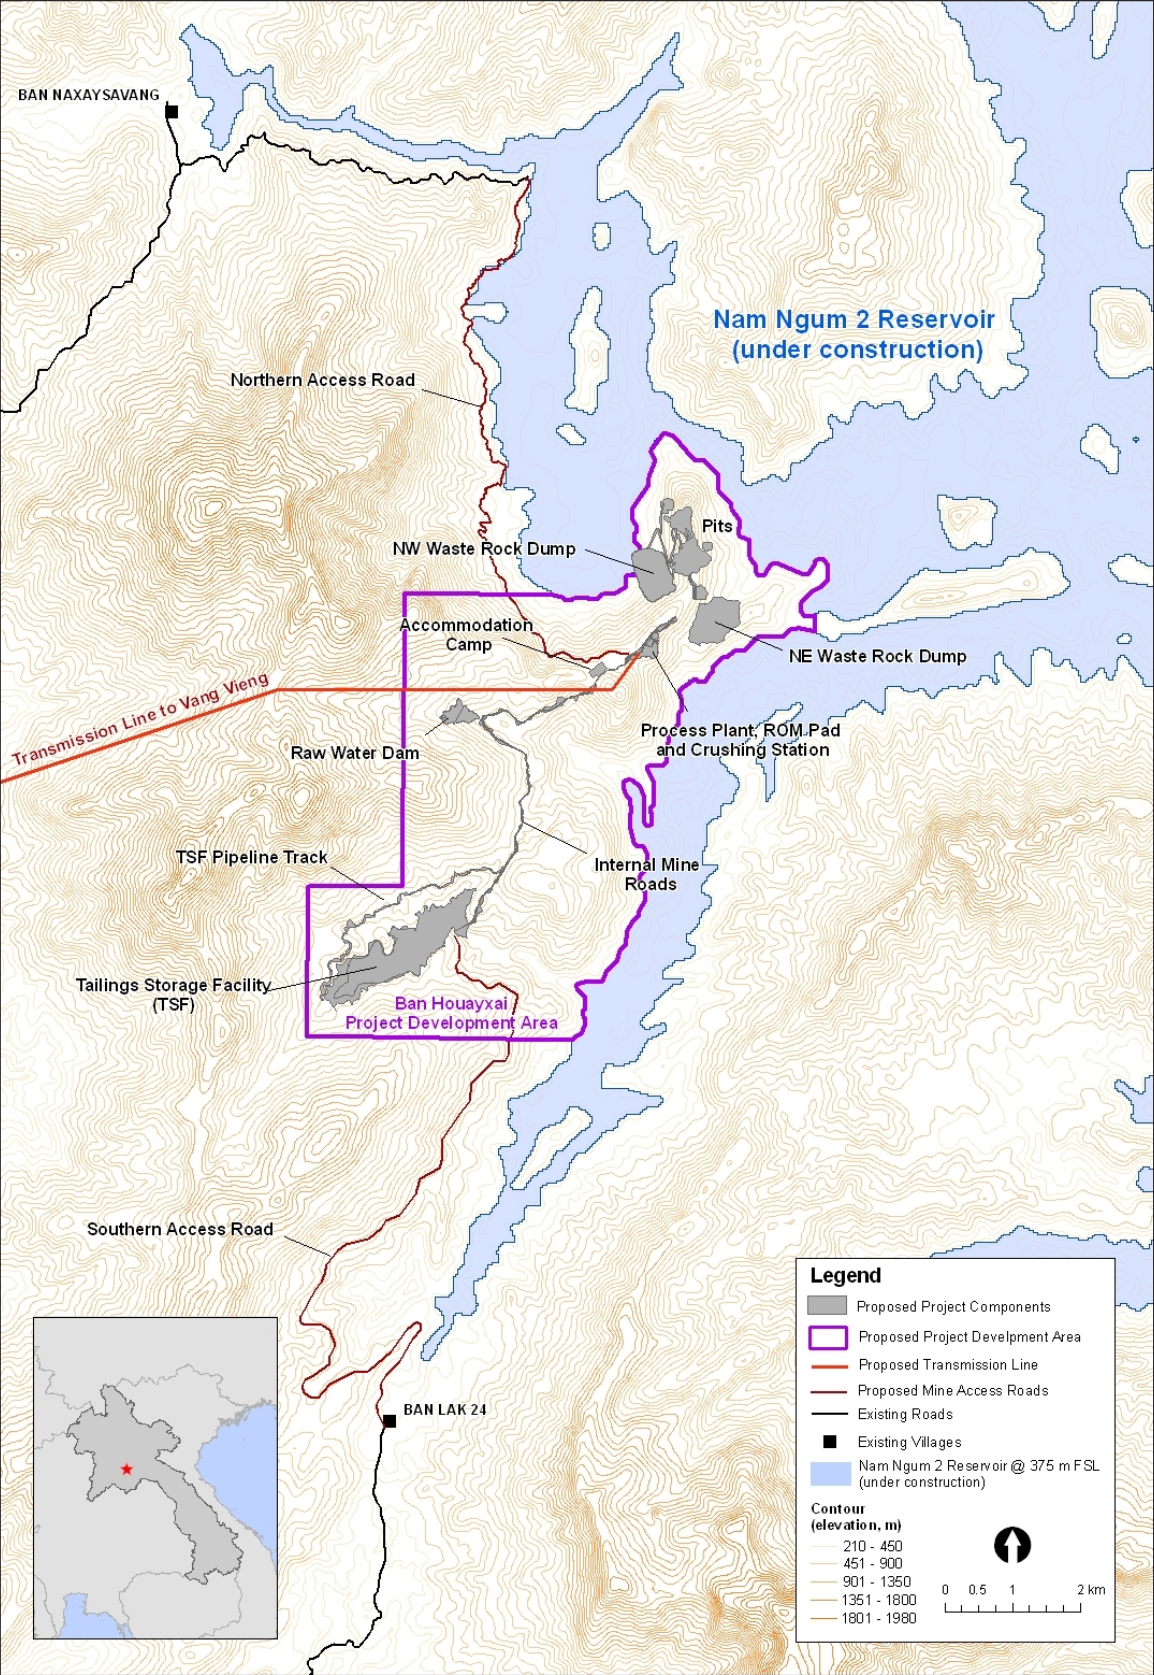 BAN NAXAYSAVANG
Nam Ngum 2 Reservoir
(under construction)
Northern Access Road
Pits
NW Waste Rock Dump
Accommodation
Camp
NE Waste Rock Dump
Transmission Line to Vang Vieng
Process Plant, ROM Pad
and Crushing Station
Raw Water Dam
TSF Pipeline Track
Internal Mine
Roads
Tailings Storage Facility
(TSF)
Ban Houayxai
Project Development Area
Southern Access Road
BAN LAK 24
Legend
Proposed Project Components
Proposed Project Develpment Area
Proposed Transmission Line
Proposed Mine Access Roads
Existing Roads
Existing Villages
Nam Ngum 2 Reservoir @ 375 m FSL
(under construction)
Contour
(elevation, m)
210 - 450
451 - 900
901 - 1350
1351 - 1800
1801 - 1980
0 0.5 1 2 km